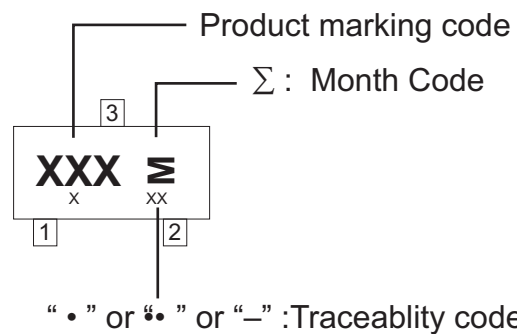 Product marking code
∑ : Month Code
3
XXX Σ
X XX
1 2
“ • ” or “•• ” or “–” :Traceablity code